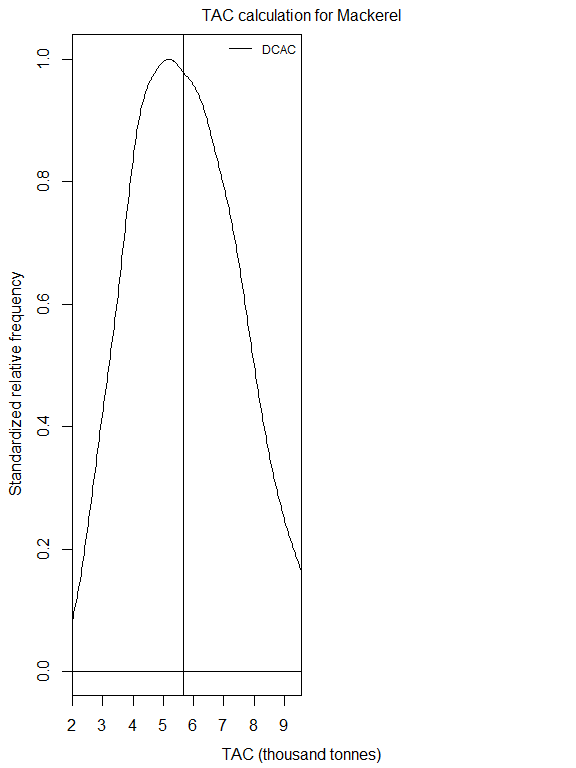 TAC calculation for Mackerel
DCAC
Standardized relative frequency
1.0
0.8
0.6
0.4
0.2
0.0
2 3 4 5 6 7 8 9
TAC (thousand tonnes)